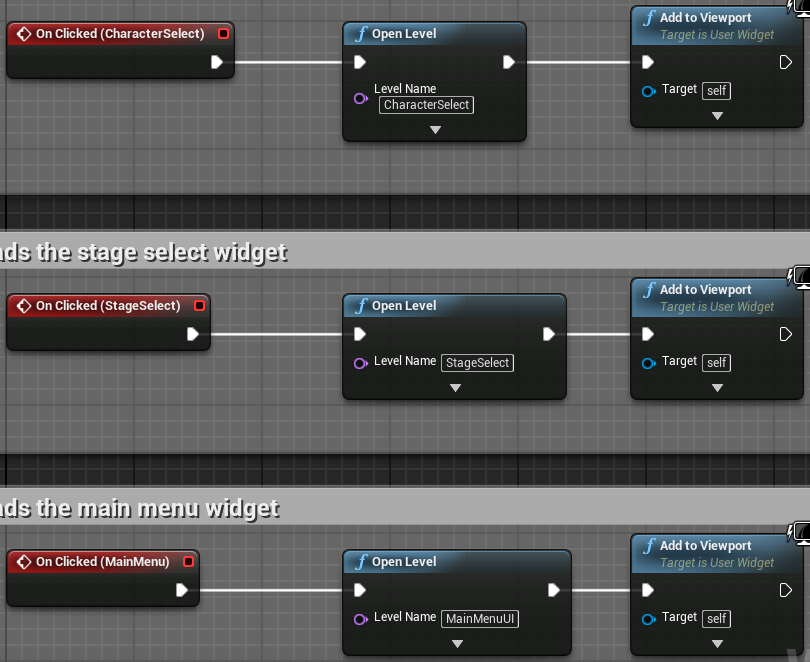 On Clicked (CharacterSelect)
Open Level
Level Name
CharacterSelect
Add to Viewport
Target is User Widget
Target self
the stage select widget
On Clicked (StageSelect)
Open Level
Level Name StageSelect
Add to Viewport
Target is User Widget
Target self
the main menu widget
On Clicked (MainMenu)
Open Level
Level Name MainMenuUI
Add to Viewport
Target is User Widget
Target self